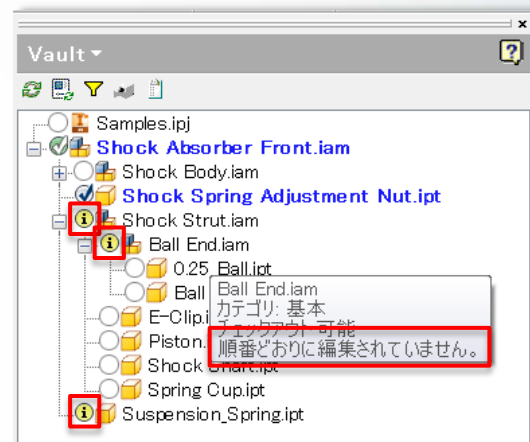 Vault
Samples.ipj
Shock Absorber Front.iam
Shock Body.iam
Shock Spring Adjustment Nut.ipt
Shock Strut.iam
Ball End.iam
0.25_Ball.ipt
Ball
Ball End.iam
カテゴリ: 基本
チェックアウト: 可能
順番どおりに編集されていません。
E-Clip.i
Piston.
Shock
Spring Cup.ipt
Suspension_Spring.ipt